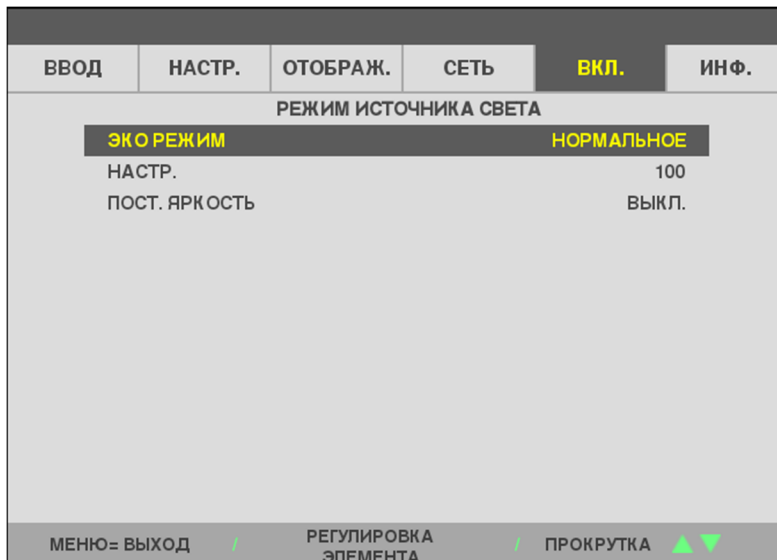 ВВОД НАСТР. ОТОБРАЖ. СЕТЬ ВКЛ. ИНФ.
РЕЖИМ ИСТОЧНИКА СВЕТА
ЭКО РЕЖИМ НОРМАЛЬНОЕ
НАСТР. 100
ПОСТ. ЯРКОСТЬ ВЫКЛ.
МЕНЮ= ВЫХОД / РЕГУЛИРОВКА / ПРОКРУТКА
ЭЛЕМЕНТА